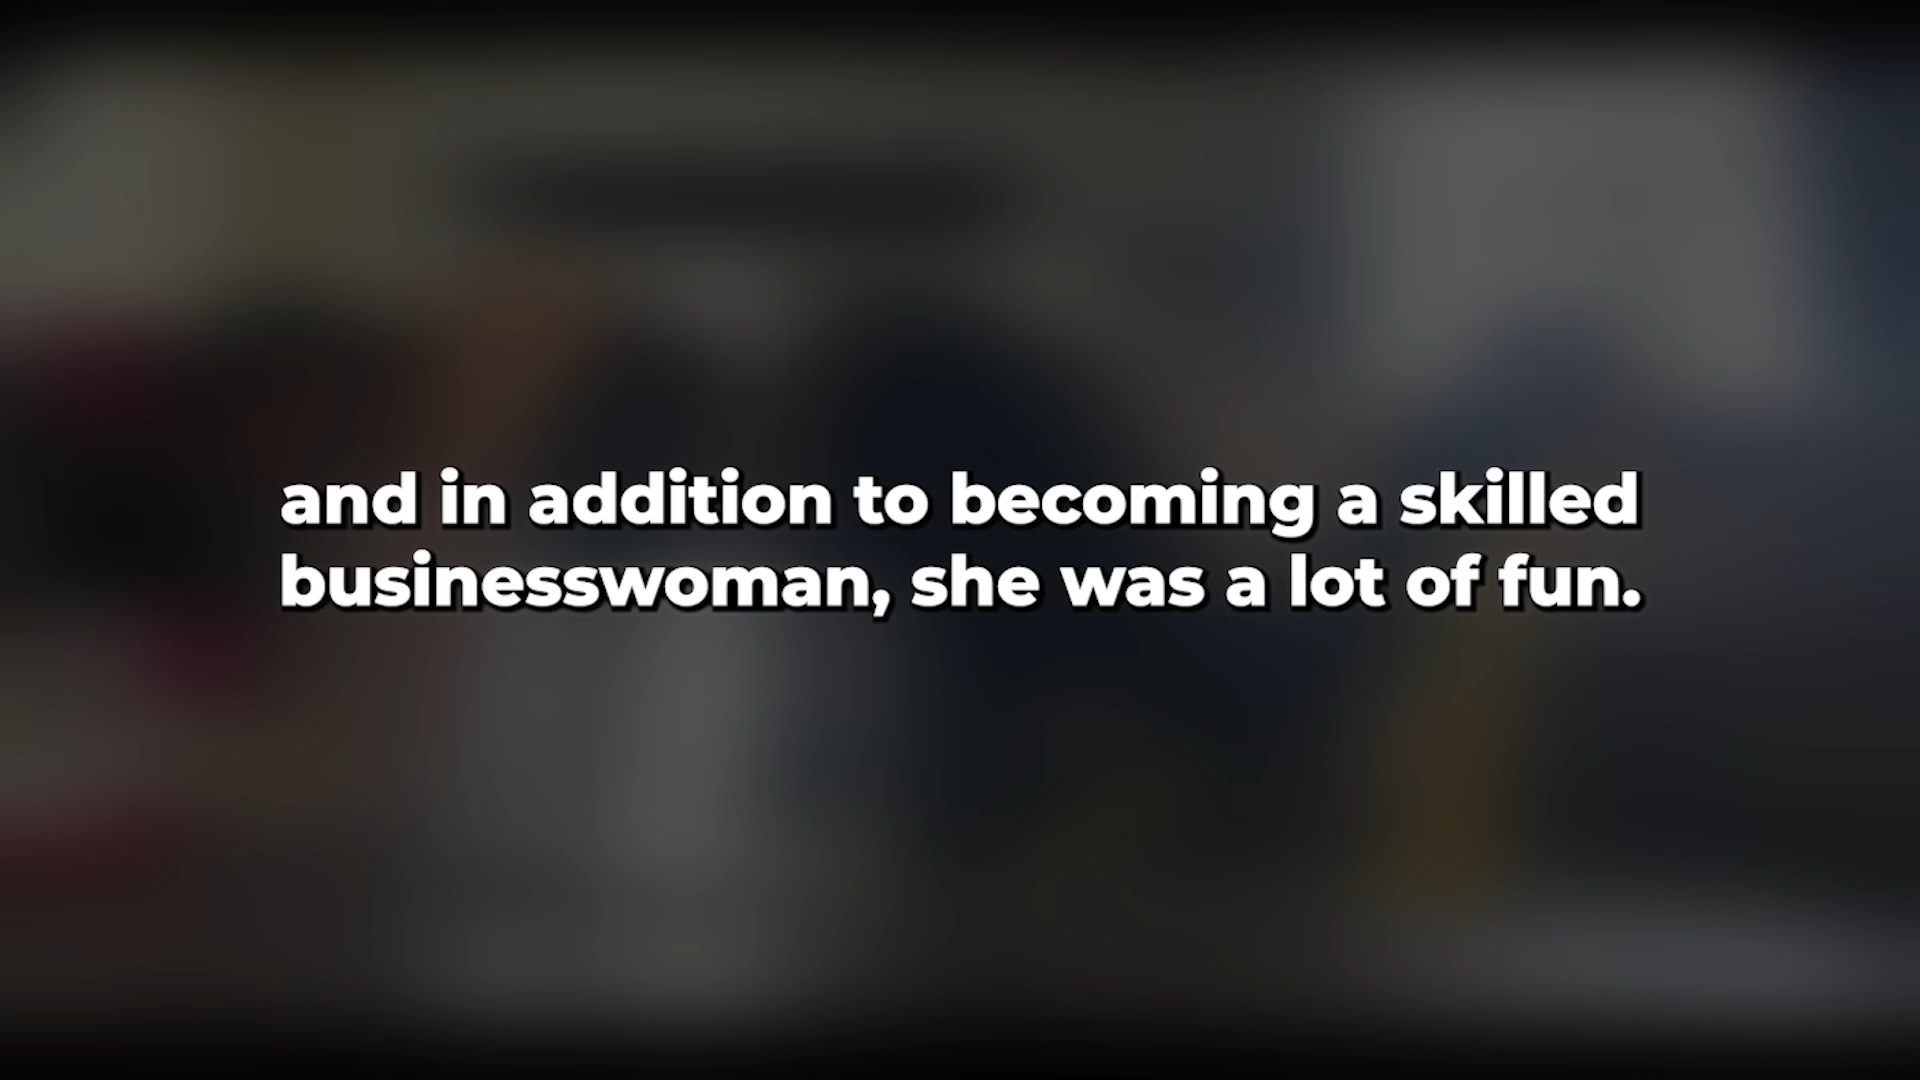 and in addition to becoming a skilled
businesswoman, she was a lot of fun.